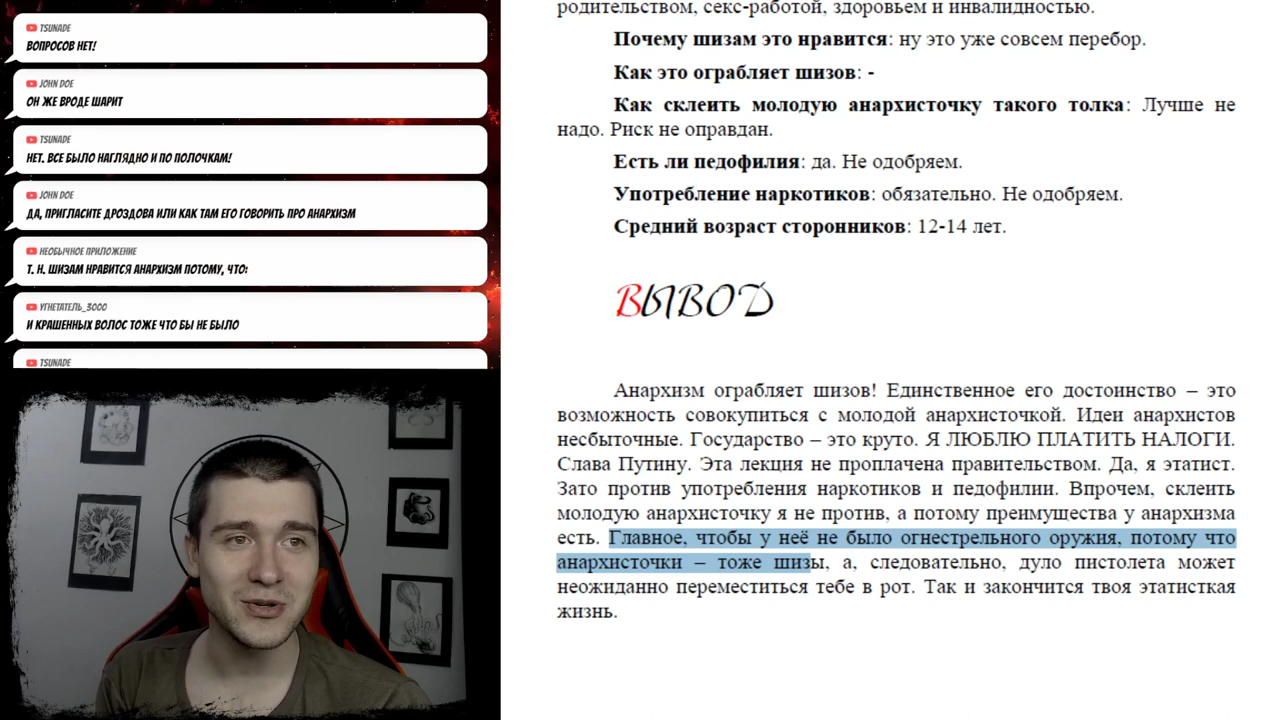 TSUNADE
ВОПРОСОВ НЕТ!
JOHN DOE
ОН ЖЕ ВРОДЕ ШАРИТ
TSUNADE
НЕТ. ВСЕ БЫЛО НАГЛЯДНО И ПО ПОЛОЧКАМ!
JOHN DOE
ДА, ПРИГЛАСИТЕ ДРОЗДОВА ИЛИ КАК ТАМ ЕГО ГОВОРИТЬ ПРО АНАРХИЗМ
НЕОБЫЧНОЕ ПРИЛОЖЕНИЕ
Т. Н. ШИЗАМ НРАВИТСЯ АНАРХИЗМ ПОТОМУ, ЧТО:
УГНЕТАТЕЛЬ_3000
И КРАШЕННЫХ ВОЛОС ТОЖЕ ЧТО БЫ НЕ БЫЛО
TSUNADE
родительством, секс-работой, здоровьем и инвалидностью.
Почему шизам это нравится: ну это уже совсем перебор.
Как это ограбляет шизов: -
Как склеить молодую анархисточку такого толка: Лучше не
надо. Риск не оправдан.
Есть ли педофилия: да. Не одобряем.
Употребление наркотиков: обязательно. Не одобряем.
Средний возраст сторонников: 12-14 лет.
ВЫВОД
Анархизм ограбляет шизов! Единственное его достоинство – это
возможность совокупиться с молодой анархисточкой. Идеи анархистов
несбыточные. Государство – это круто. Я ЛЮБЛЮ ПЛАТИТЬ НАЛОГИ.
Слава Путину. Эта лекция не проплачена правительством. Да, я этатист.
Зато против употребления наркотиков и педофилии. Впрочем, склеить
молодую анархисточку я не против, а потому преимущества у анархизма
есть. Главное, чтобы у неё не было огнестрельного оружия, потому что
анархисточки – тоже шизы, а, следовательно, дуло пистолета может
неожиданно переместиться тебе в рот. Так и закончится твоя этатисткая
жизнь.